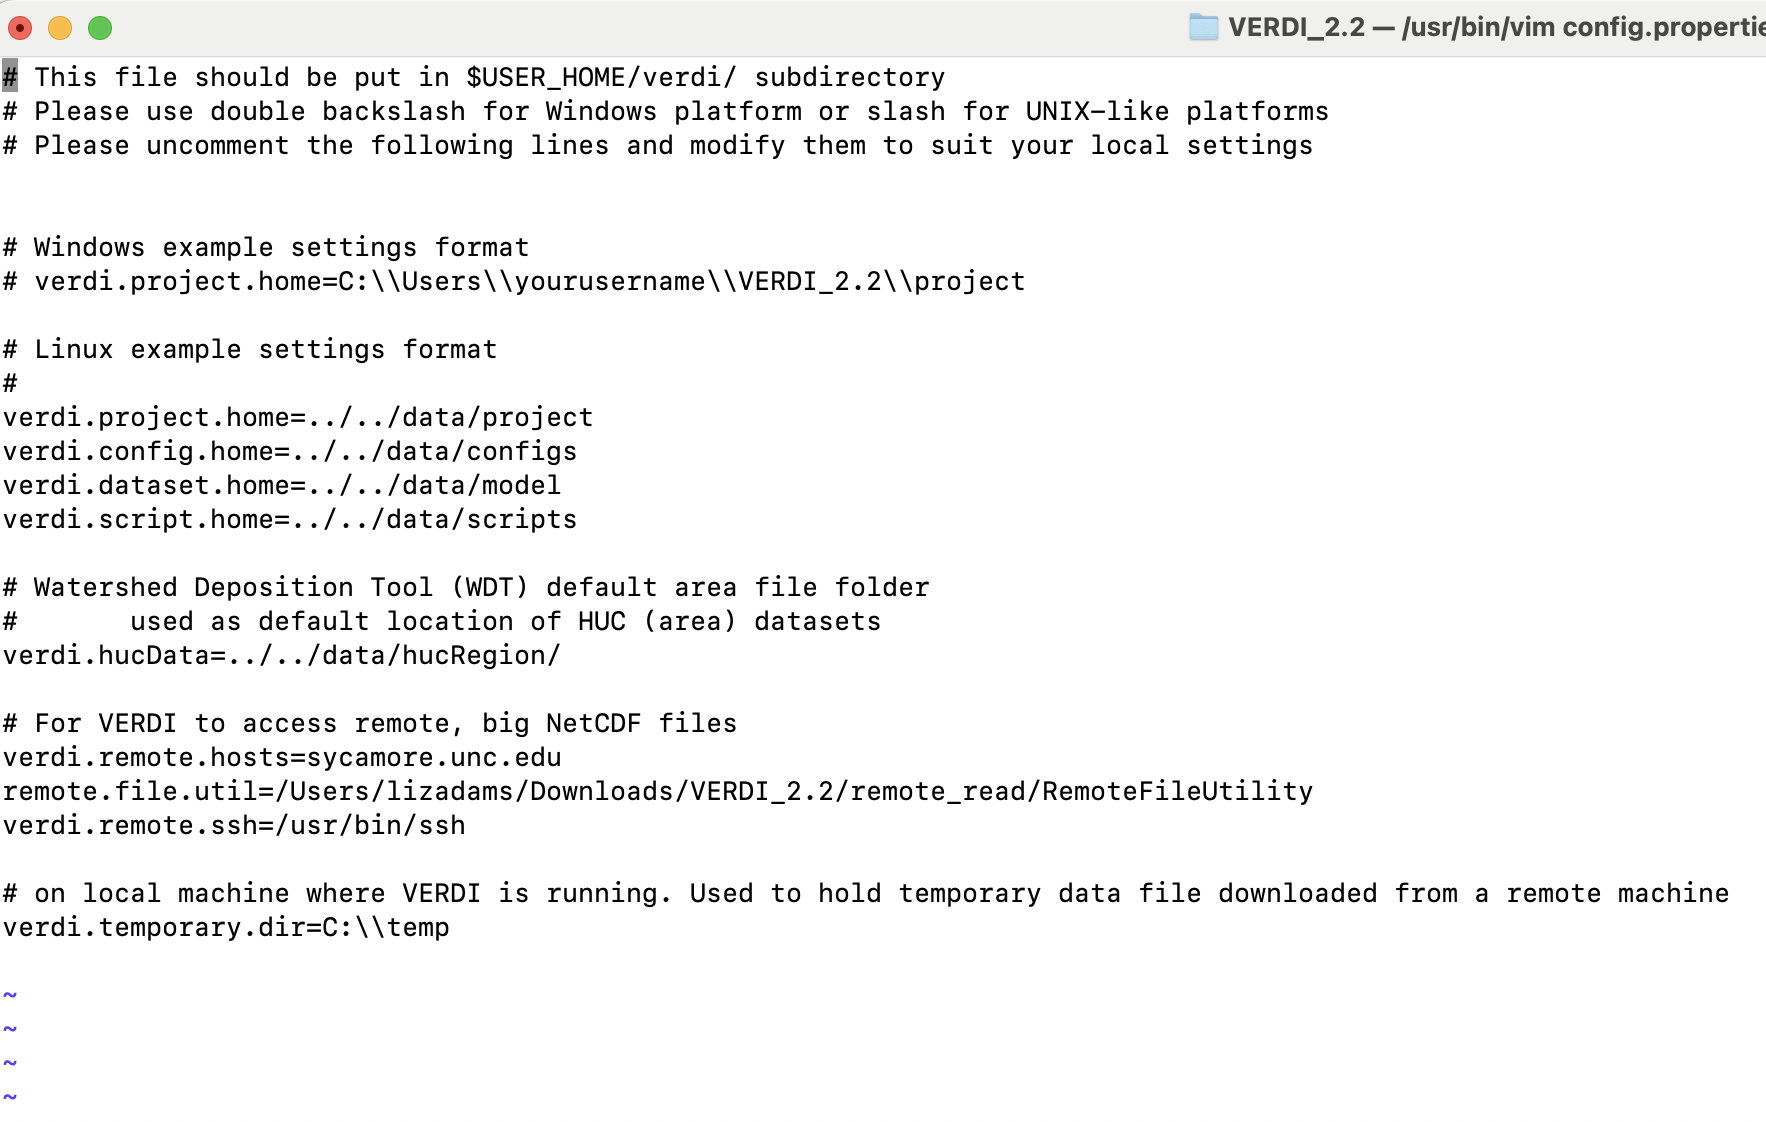 VERDI_2.2 — /usr/bin/vim config.propertie
# This file should be put in $USER_HOME/verdi/ subdirectory
# Please use double backslash for Windows platform or slash for UNIX-like platforms
# Please uncomment the following lines and modify them to suit your local settings
# Windows example settings format
# verdi.project.home=C:\\Users\\yourusername\\VERDI_2.2\\project
# Linux example settings format
#
verdi.project.home=../../data/project
verdi.config.home=../../data/configs
verdi.dataset.home=../../data/model
verdi.script.home=../../data/scripts
# Watershed Deposition Tool (WDT) default area file folder
#       used as default location of HUC (area) datasets
verdi.hucData=../../data/hucRegion/
# For VERDI to access remote, big NetCDF files
verdi.remote.hosts=sycamore.unc.edu
remote.file.util=/Users/lizadams/Downloads/VERDI_2.2/remote_read/RemoteFileUtility
verdi.remote.ssh=/usr/bin/ssh
# on local machine where VERDI is running. Used to hold temporary data file downloaded from a remote machine
verdi.temporary.dir=C:\\temp
~
~
~
~